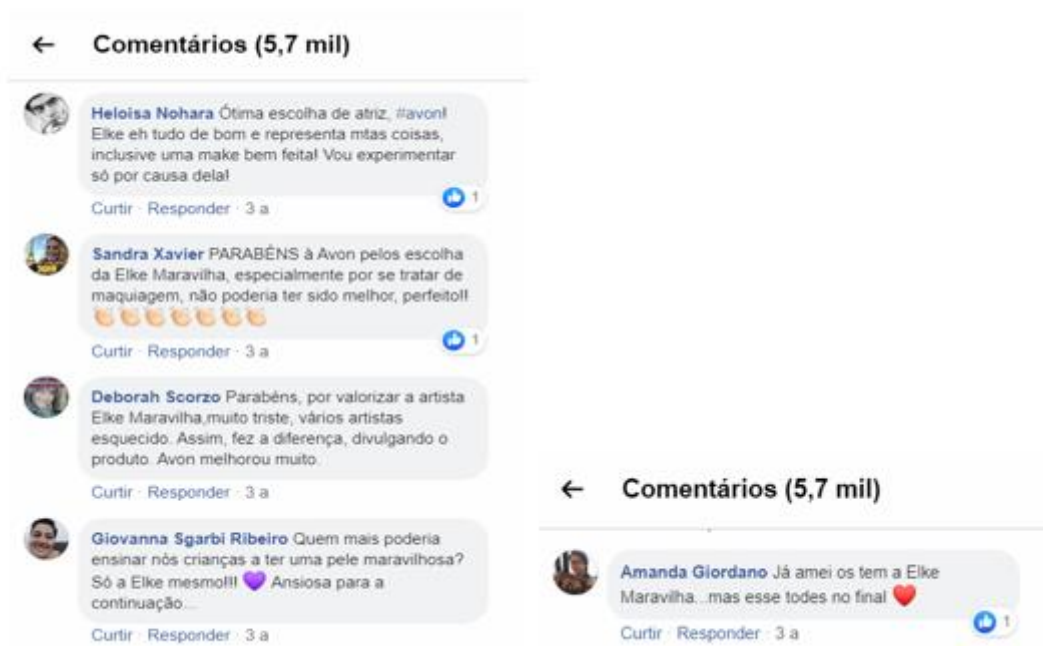 ← Comentários (5,7 mil)
Heloisa Nohara Ótima escolha de atriz, #avon!
Elke eh tudo de bom e representa mtas coisas,
inclusive uma make bem feita! Vou experimentar
só por causa dela!
1
Curtir · Responder · 3 a
Sandra Xavier PARABÉNS à Avon pelos escolha
da Elke Maravilha, especialmente por se tratar de
maquiagem, não poderia ter sido melhor, perfeito!!
👏👏👏👏👏👏👏
1
Curtir · Responder · 3 a
Deborah Scorzo Parabéns, por valorizar a artista
Elke Maravilha,muito triste, vários artistas
esquecido. Assim, fez a diferença, divulgando o
produto. Avon melhorou muito.
Curtir · Responder · 3 a
Giovanna Sgarbi Ribeiro Quem mais poderia
ensinar nós crianças a ter uma pele maravilhosa?
Só a Elke mesmo!!! 💜 Ansiosa para a
continuação...
Curtir · Responder · 3 a
← Comentários (5,7 mil)
Amanda Giordano Já amei os tem a Elke
Maravilha...mas esse todes no final ❤️
1
Curtir · Responder · 3 a